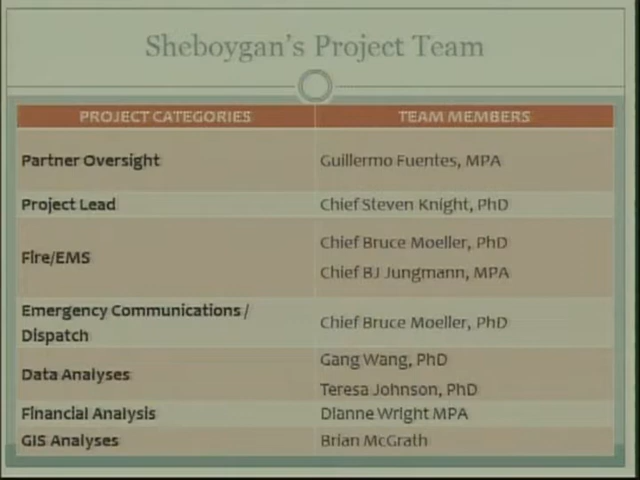 Sheboygan's Project Team
PROJECT CATEGORIES TEAM MEMBERS
Partner Oversight Guillermo Fuentes, MPA
Project Lead Chief Steven Knight, PhD
Fire/EMS Chief Bruce Moeller, PhD
Chief BJ Jungmann, MPA
Emergency Communications / Dispatch Chief Bruce Moeller, PhD
Data Analyses Gang Wang, PhD
Teresa Johnson, PhD
Financial Analysis Dianne Wright MPA
GIS Analyses Brian McGrath